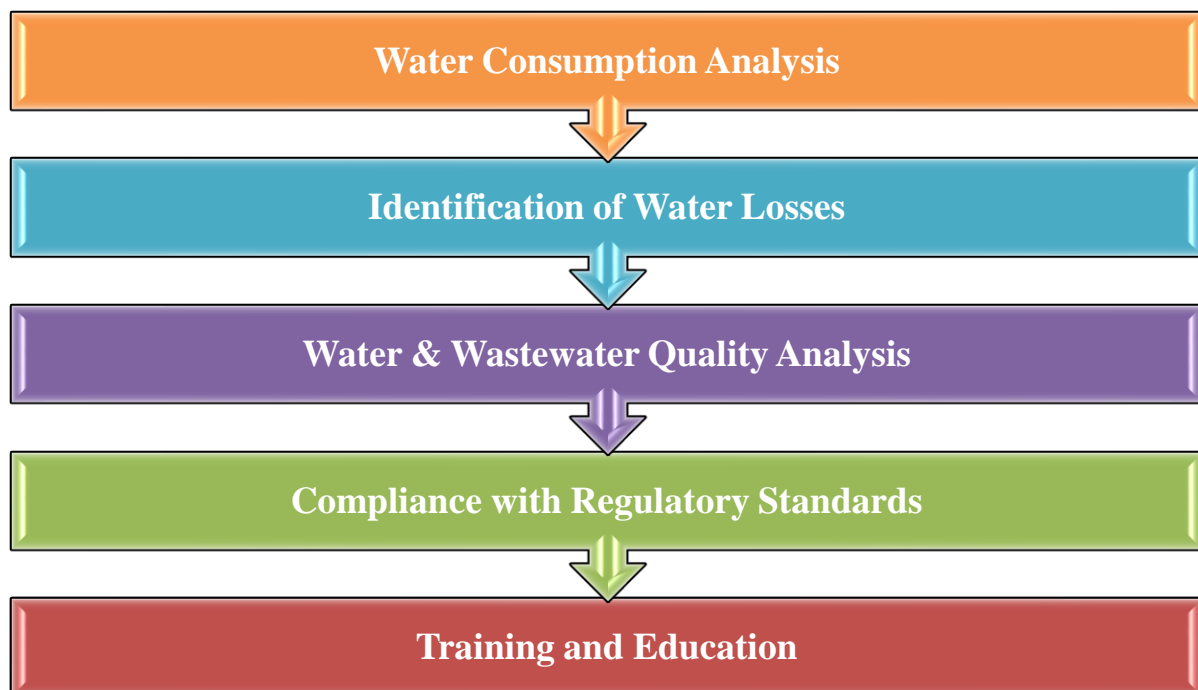 Water Consumption Analysis
Identification of Water Losses
Water & Wastewater Quality Analysis
Compliance with Regulatory Standards
Training and Education